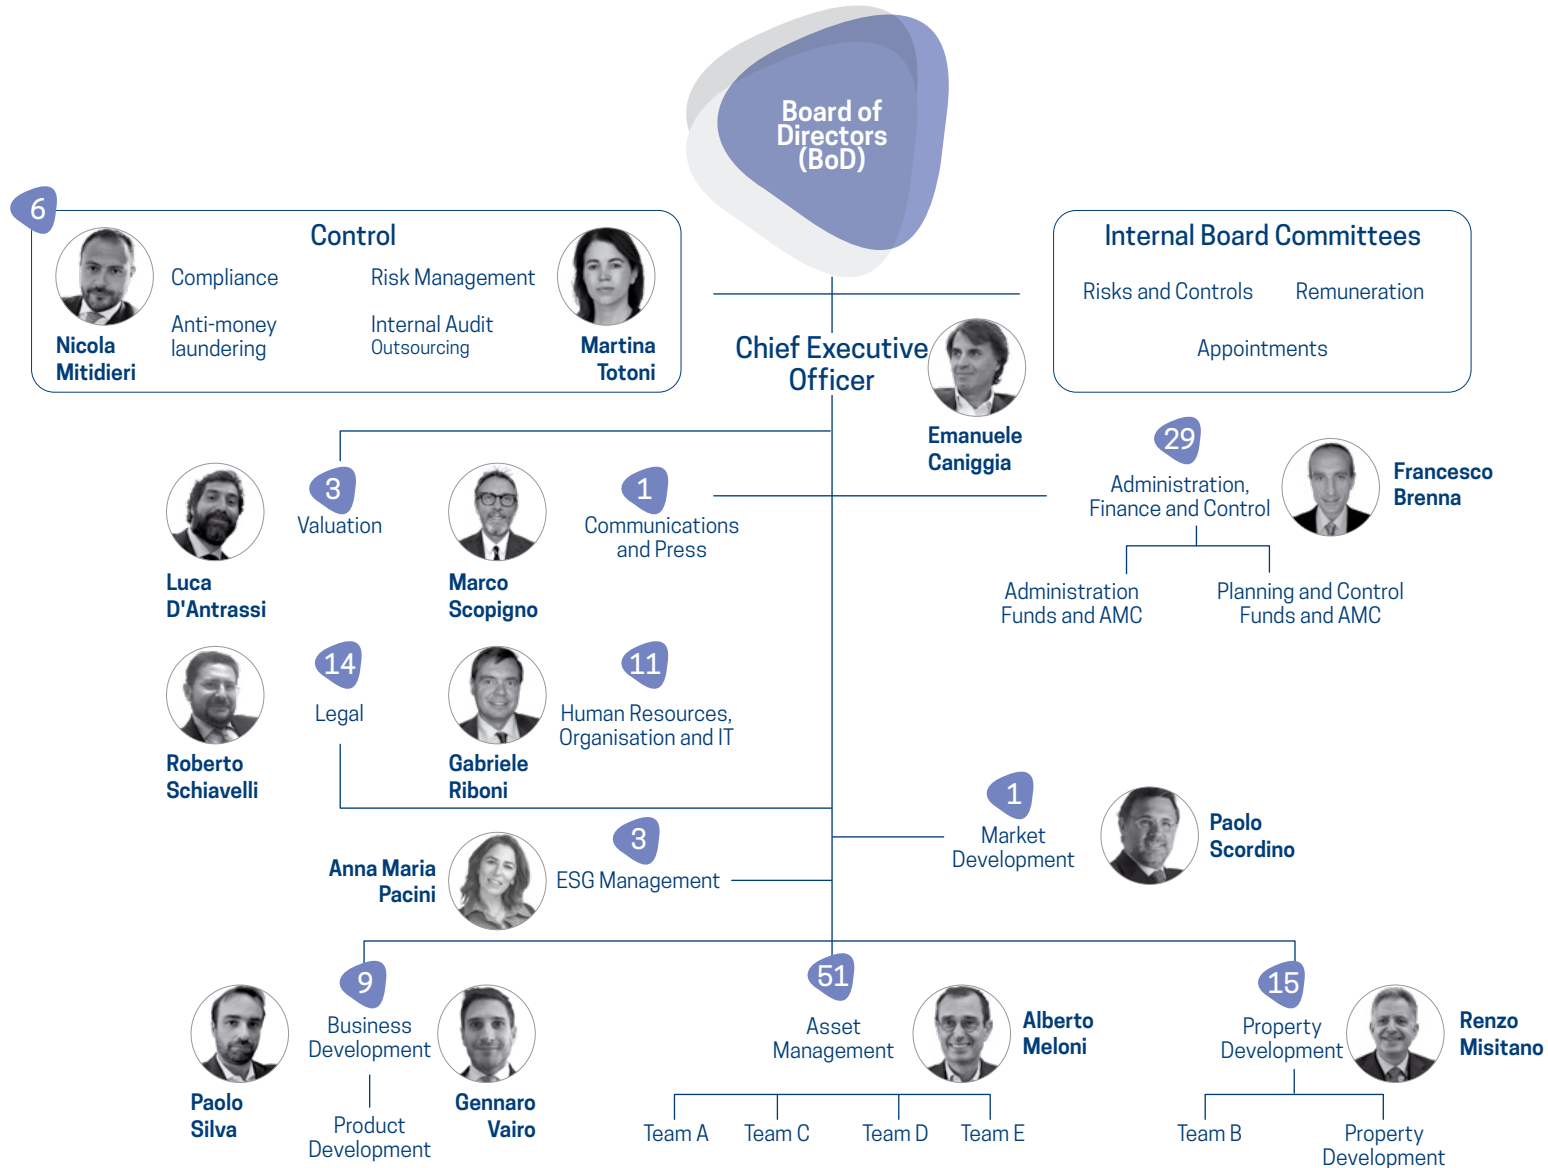 Board of
Directors
(BoD)
6
Control
Compliance
Risk Management
Anti-money
laundering
Internal Audit
Outsourcing
Nicola
Mitidieri
Martina
Totoni
Internal Board Committees
Risks and Controls
Remuneration
Appointments
Chief Executive
Officer
Emanuele
Caniggia
3
Valuation
Luca
D'Antrassi
1
Communications
and Press
Marco
Scopigno
29
Administration,
Finance and Control
Francesco
Brenna
Administration
Funds and AMC
Planning and Control
Funds and AMC
14
Legal
Roberto
Schiavelli
11
Human Resources,
Organisation and IT
Gabriele
Riboni
1
Market
Development
Paolo
Scordino
Anna Maria
Pacini
3
ESG Management
9
Business
Development
Paolo
Silva
Gennaro
Vairo
Product
Development
51
Asset
Management
Alberto
Meloni
Team A
Team C
Team D
Team E
15
Property
Development
Renzo
Misitano
Team B
Property
Development